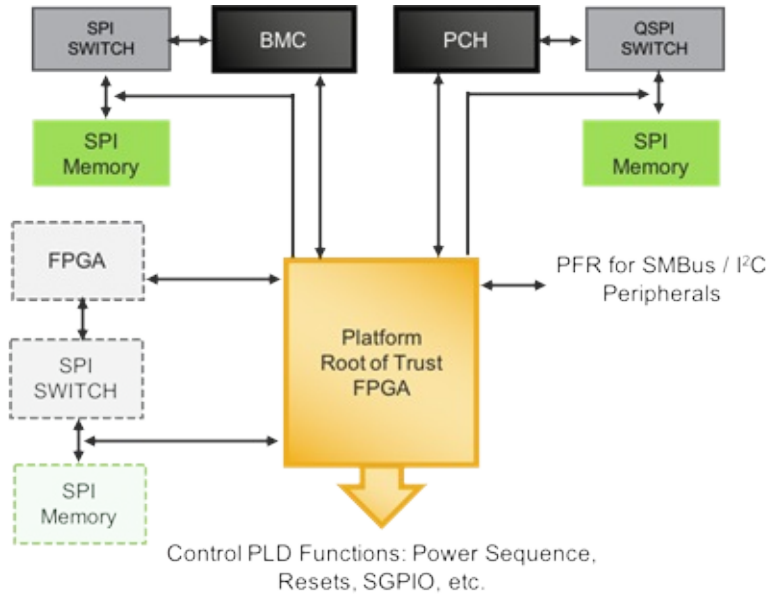 SPI
SWITCH
BMC
PCH
QSPI
SWITCH
SPI
Memory
SPI
Memory
FPGA
PFR for SMBus / I²C
Peripherals
Platform
Root of Trust
FPGA
SPI
SWITCH
SPI
Memory
Control PLD Functions: Power Sequence,
Resets, SGPIO, etc.